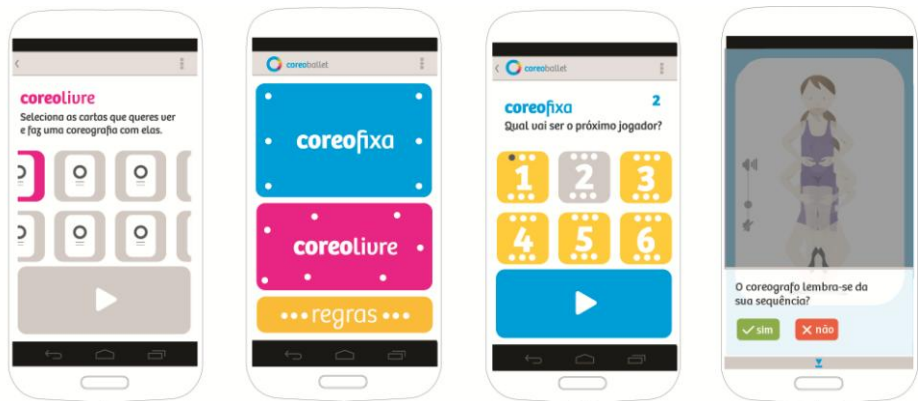 coreolivre
Seleciona as cartas que queres ver
e faz uma coreografia com elas.
coreoballet
coreofixa
coreolivre
•••regras•••
coreoballet
coreofixa
2
Qual vai ser o próximo jogador?
1 2 3
4 5 6
O coreografo lembra-se da
sua sequência?
sim não